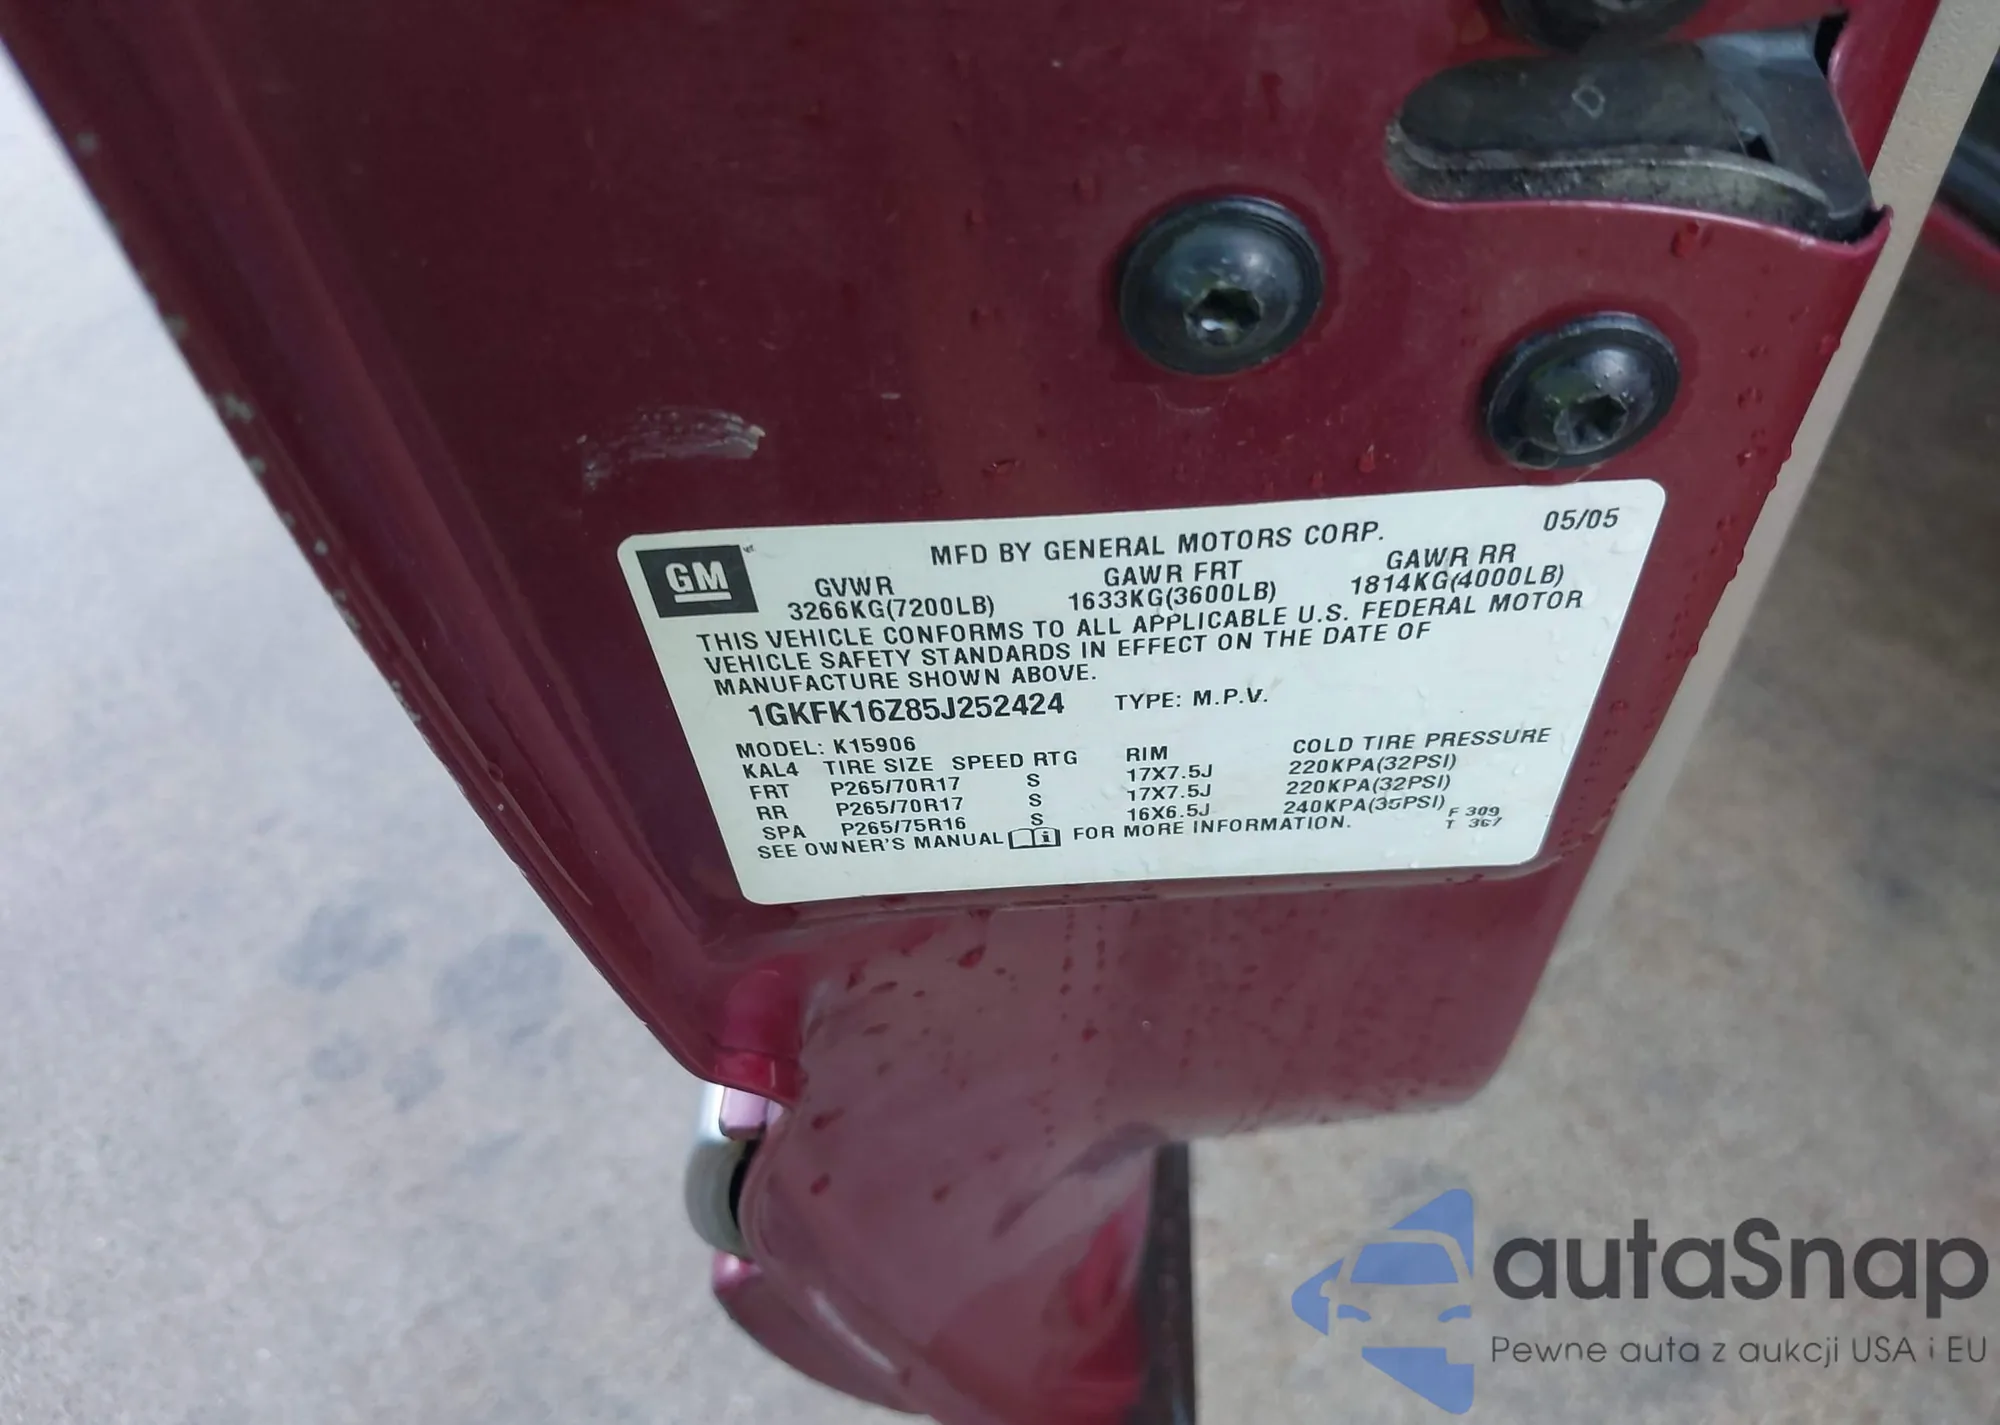 D
GM
MFD BY GENERAL MOTORS CORP.
05/05
GVWR GAWR FRT GAWR RR
3266KG(7200LB) 1633KG(3600LB) 1814KG(4000LB)
THIS VEHICLE CONFORMS TO ALL APPLICABLE U.S. FEDERAL MOTOR
VEHICLE SAFETY STANDARDS IN EFFECT ON THE DATE OF
MANUFACTURE SHOWN ABOVE.
1GKFK16Z85J252424 TYPE: M.P.V.
MODEL: K15906
KAL4 TIRE SIZE SPEED RTG RIM COLD TIRE PRESSURE
FRT P265/70R17 S 17X7.5J 220KPA(32PSI)
RR P265/70R17 S 17X7.5J 220KPA(32PSI)
SPA P265/75R16 S 16X6.5J 240KPA(35PSI)
SEE OWNER'S MANUAL i FOR MORE INFORMATION.
F 309
T 367
autaSnap
Pewne auta z aukcji USA i EU